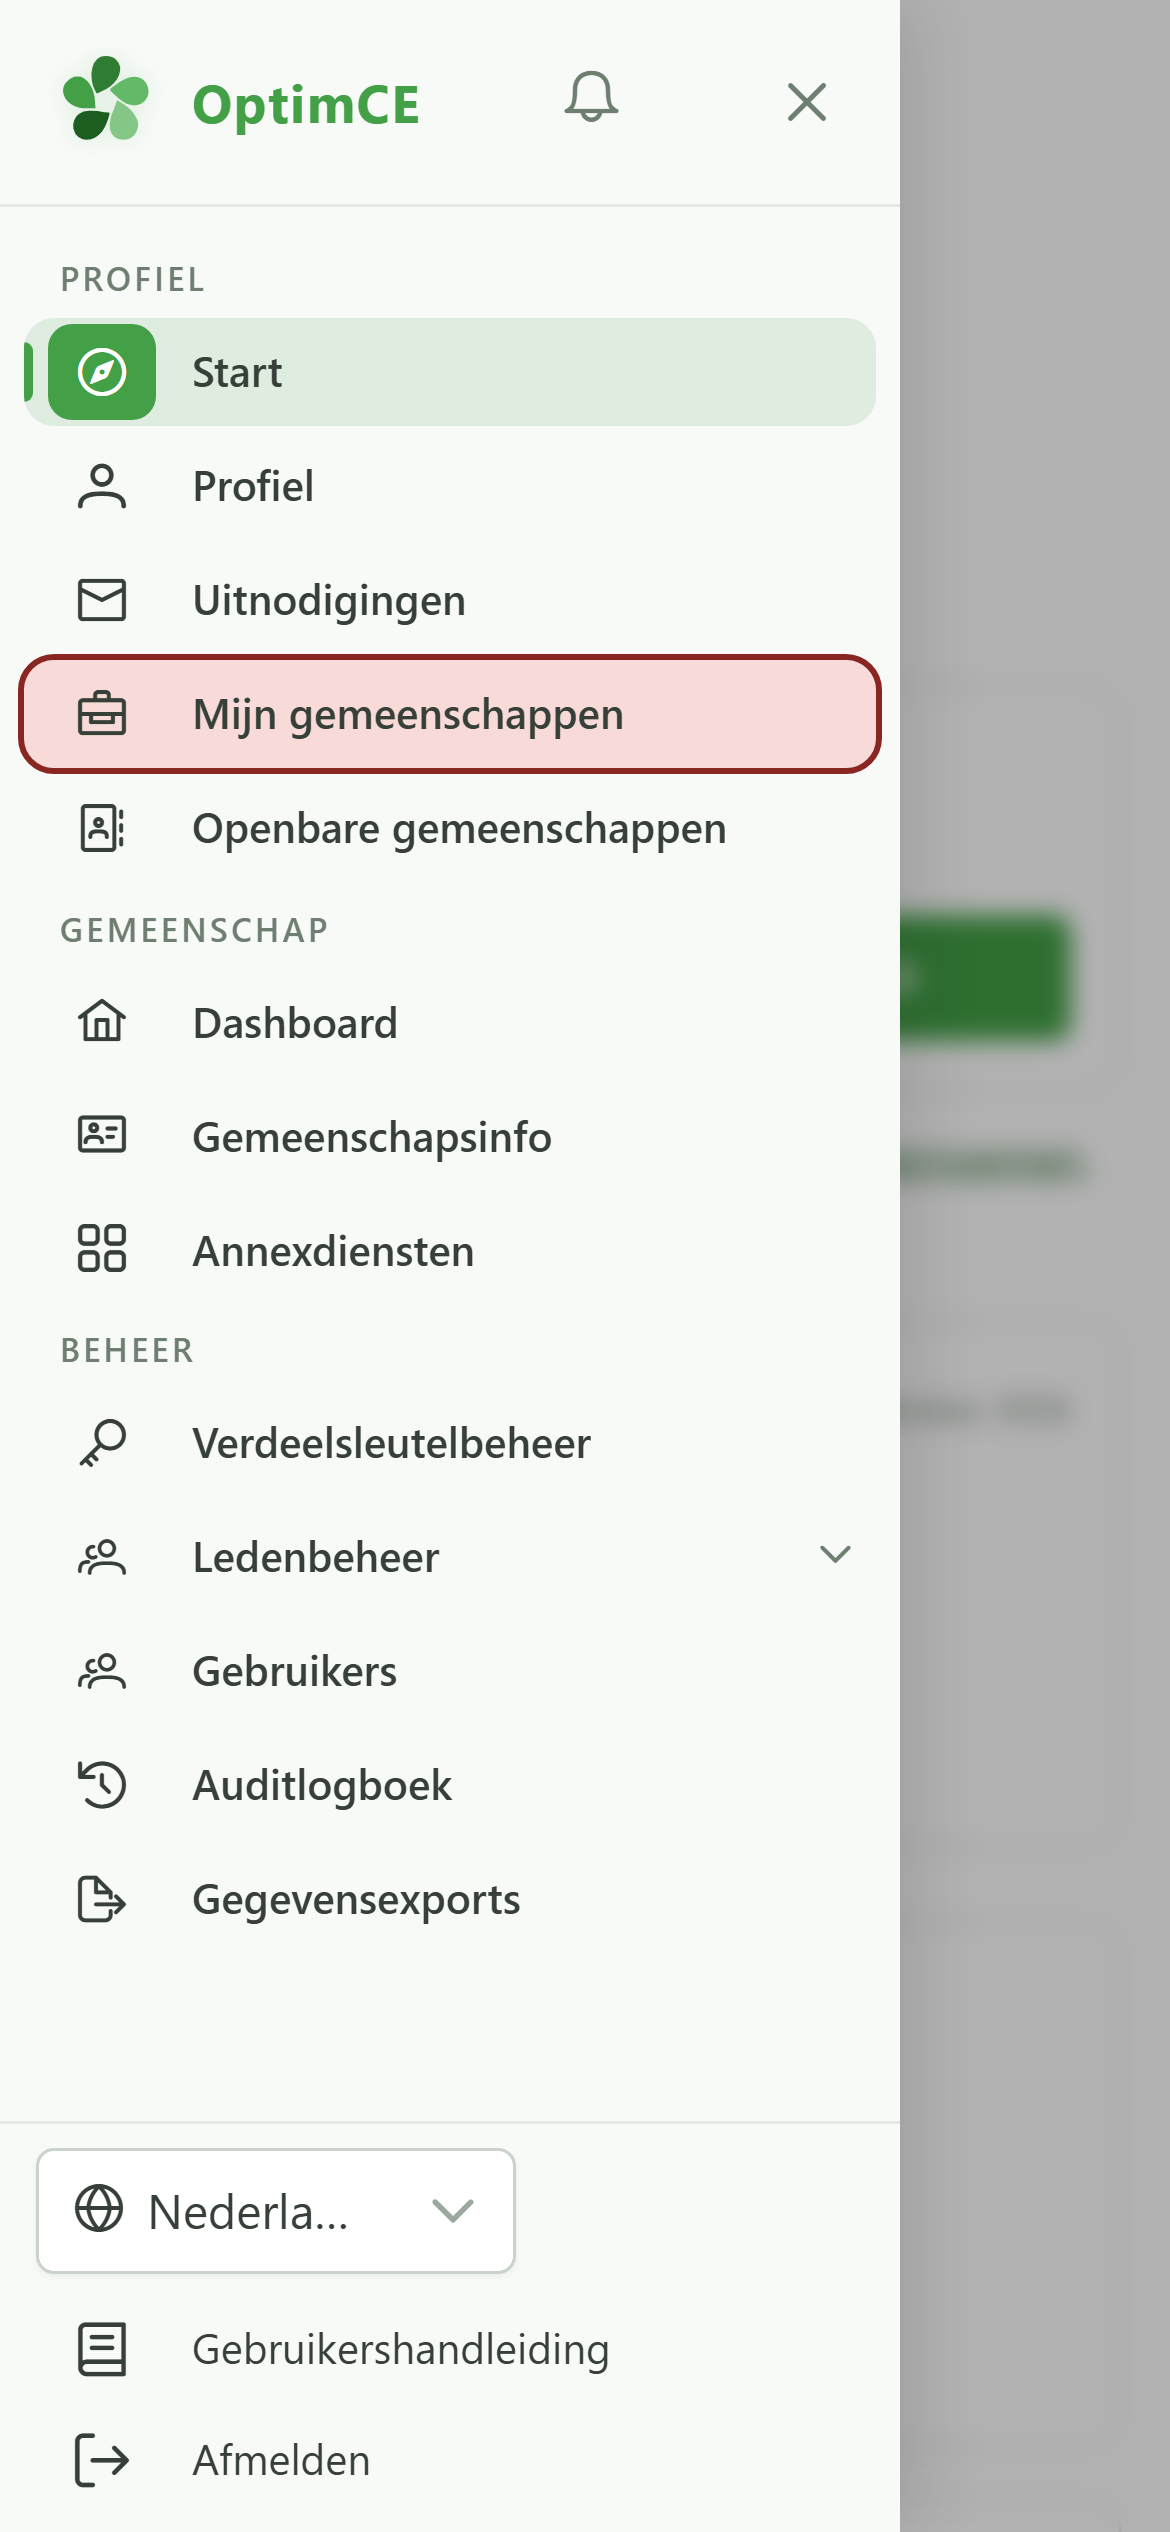 OptimCE
PROFIEL
Start
Profiel
Uitnodigingen
Mijn gemeenschappen
Openbare gemeenschappen
GEMEENSCHAP
Dashboard
Gemeenschapsinfo
Annexdiensten
BEHEER
Verdeelsleutelbeheer
Ledenbeheer
Gebruikers
Auditlogboek
Gegevensexports
Nederla...
Gebruikershandleiding
Afmelden